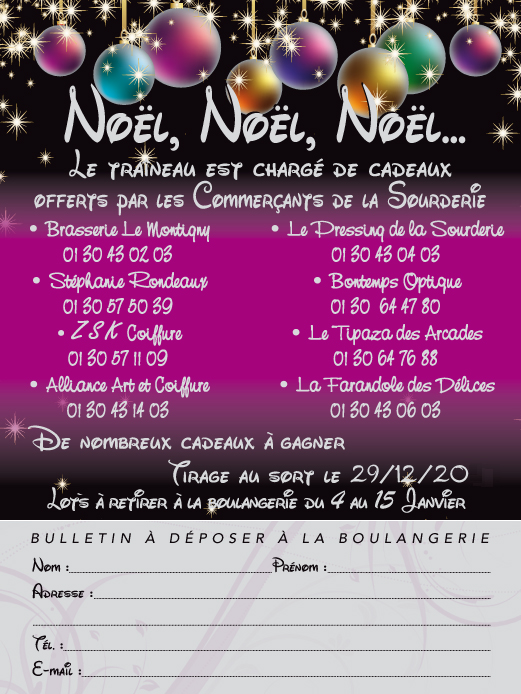 Noël, Noël, Noël...
Le traineau est chargé de cadeaux
offerts par les Commerçants de la Sourderie
• Brasserie Le Montigny
01 30 43 02 03
• Stéphanie Rondeaux
01 30 57 50 39
• ZSK Coiffure
01 30 57 11 09
• Alliance Art et Coiffure
01 30 43 14 03
• Le Pressing de la Sourderie
01 30 43 04 03
• Bontemps Optique
01 30 64 47 80
• Le Tipaza des Arcades
01 30 64 76 88
• La Farandole des Délices
01 30 43 06 03
De nombreux cadeaux à gagner
Tirage au sort le 29/12/20
Lots à retirer à la boulangerie du 4 au 15 Janvier
BULLETIN À DÉPOSER À LA BOULANGERIE
Nom : Prénom :
Adresse :
Tél. :
E-mail :